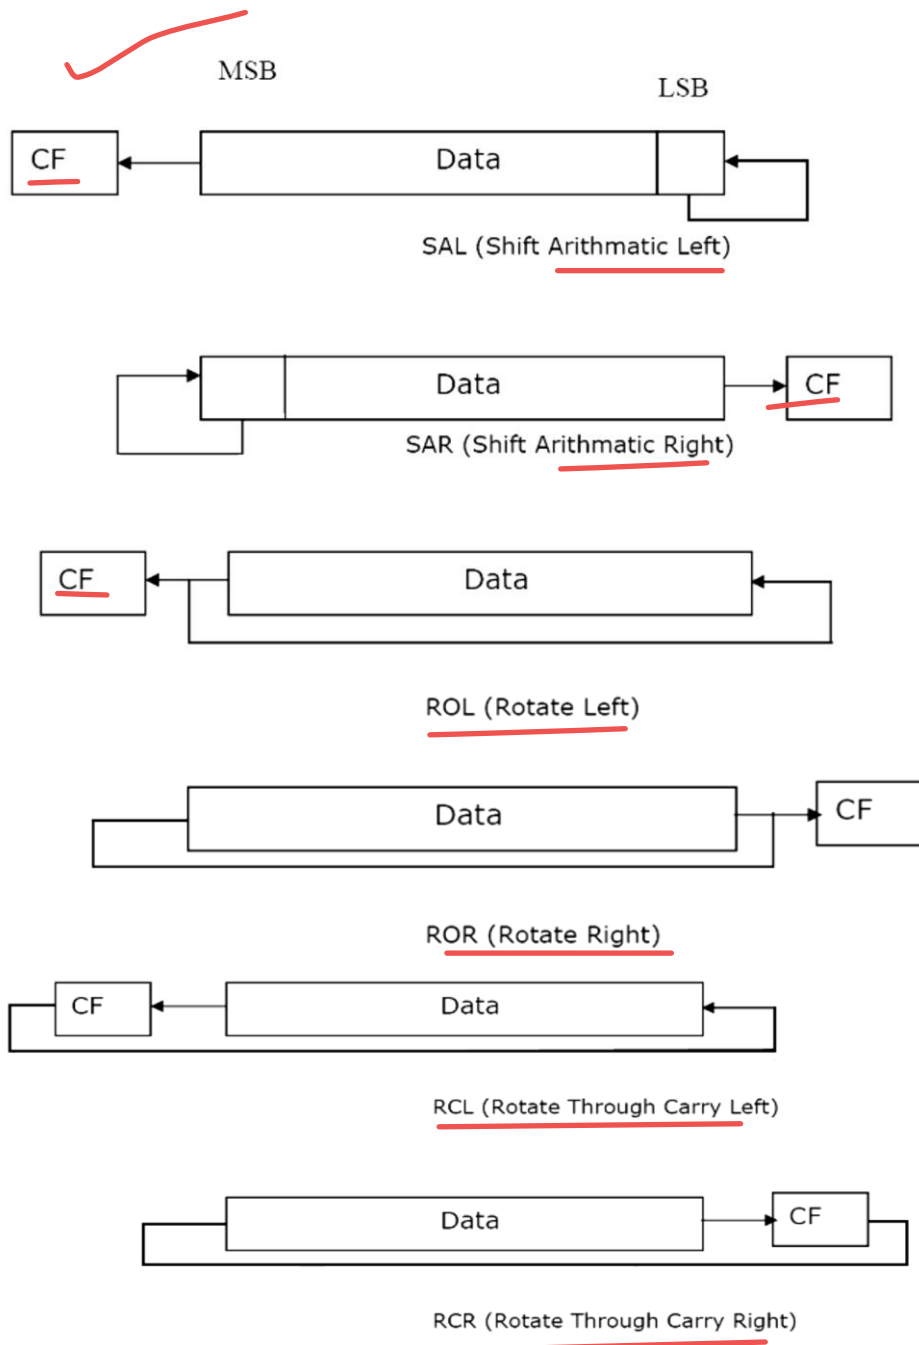 MSB
LSB
CF
Data
SAL (Shift Arithmatic Left)
Data
CF
SAR (Shift Arithmatic Right)
CF
Data
ROL (Rotate Left)
Data
CF
ROR (Rotate Right)
CF
Data
RCL (Rotate Through Carry Left)
Data
CF
RCR (Rotate Through Carry Right)